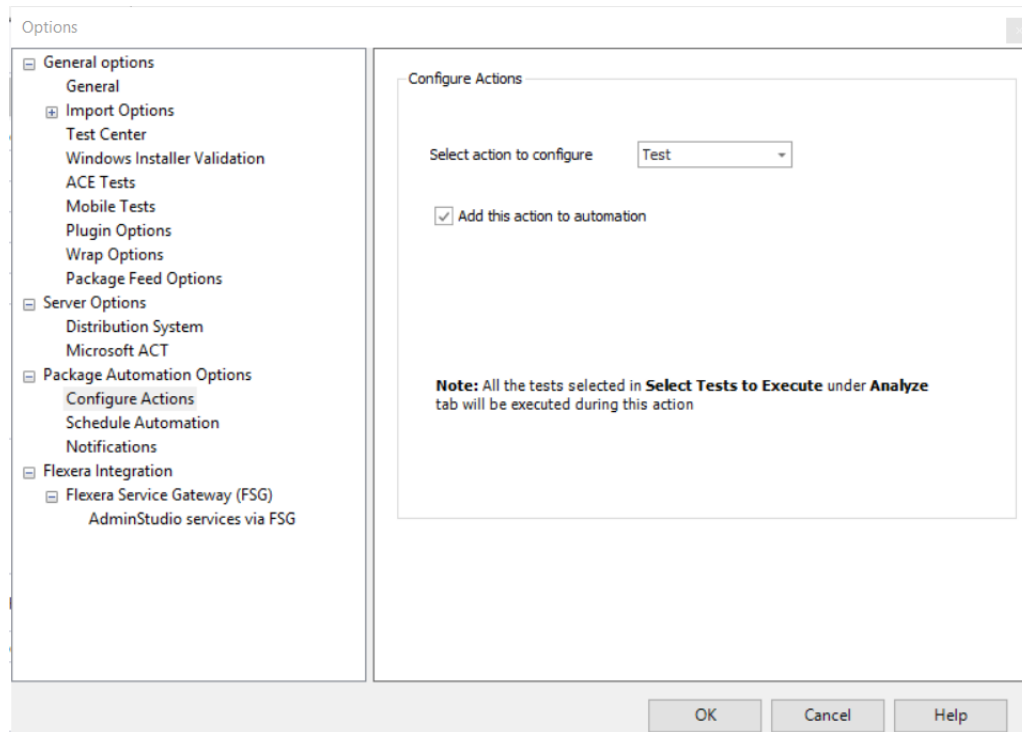 Options
General options
General
Import Options
Test Center
Windows Installer Validation
ACE Tests
Mobile Tests
Plugin Options
Wrap Options
Package Feed Options
Server Options
Distribution System
Microsoft ACT
Package Automation Options
Configure Actions
Schedule Automation
Notifications
Flexera Integration
Flexera Service Gateway (FSG)
AdminStudio services via FSG
Configure Actions
Select action to configure Test
Add this action to automation
Note: All the tests selected in Select Tests to Execute under Analyze
tab will be executed during this action
OK Cancel Help